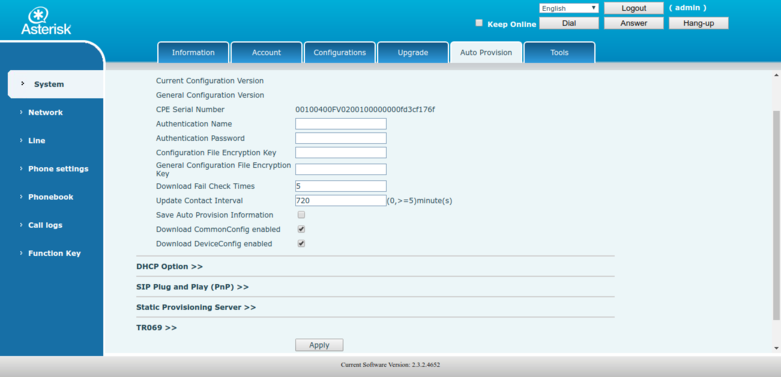 English
Logout
( admin )
Asterisk
Keep Online
Dial
Answer
Hang-up
Information
Account
Configurations
Upgrade
Auto Provision
Tools
› System
› Network
› Line
› Phone settings
› Phonebook
› Call logs
› Function Key
Current Configuration Version
General Configuration Version
CPE Serial Number 00100400FV0200100000000fd3cf176f
Authentication Name
Authentication Password
Configuration File Encryption Key
General Configuration File Encryption
Key
Download Fail Check Times 5
Update Contact Interval 720 (0,>=5)minute(s)
Save Auto Provision Information
Download CommonConfig enabled
Download DeviceConfig enabled
DHCP Option >>
SIP Plug and Play (PnP) >>
Static Provisioning Server >>
TR069 >>
Apply
Current Software Version: 2.3.2.4652